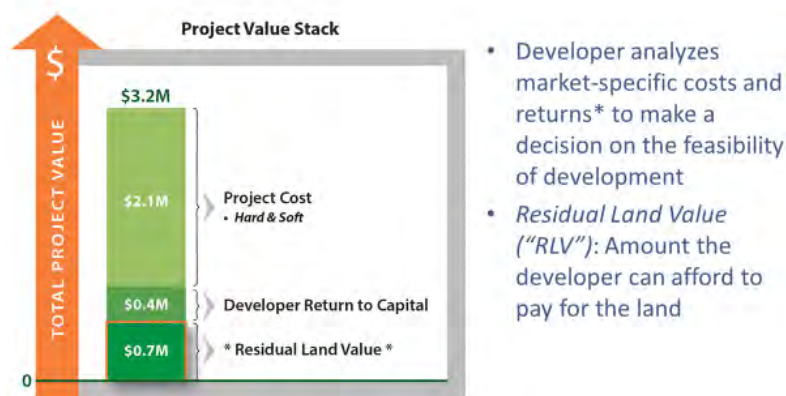 Project Value Stack
$
TOTAL PROJECT VALUE
$3.2M
$2.1M
Project Cost
• Hard & Soft
$0.4M
Developer Return to Capital
$0.7M
* Residual Land Value *
0
• Developer analyzes
market-specific costs and
returns* to make a
decision on the feasibility
of development
• Residual Land Value
("RLV"): Amount the
developer can afford to
pay for the land